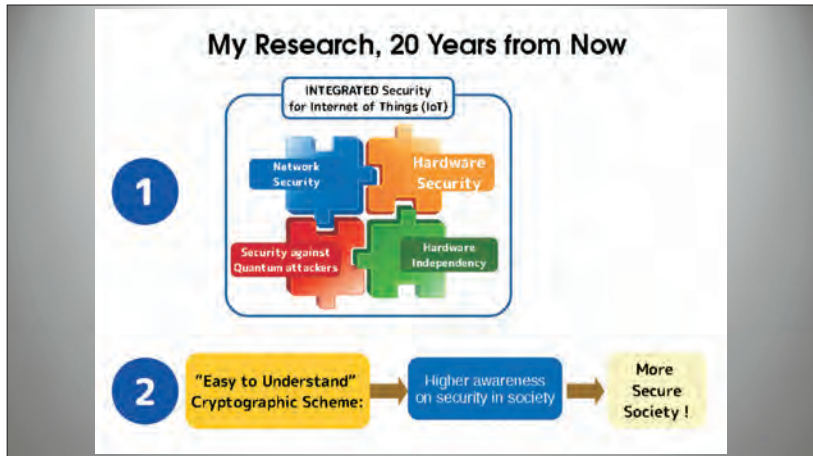 My Research, 20 Years from Now
INTEGRATED Security
for Internet of Things (IoT)
1
Network
Security
Hardware
Security
Security against
Quantum attackers
Hardware
Independency
2
"Easy to Understand"
Cryptographic Scheme:
Higher awareness
on security in society
More
Secure
Society !